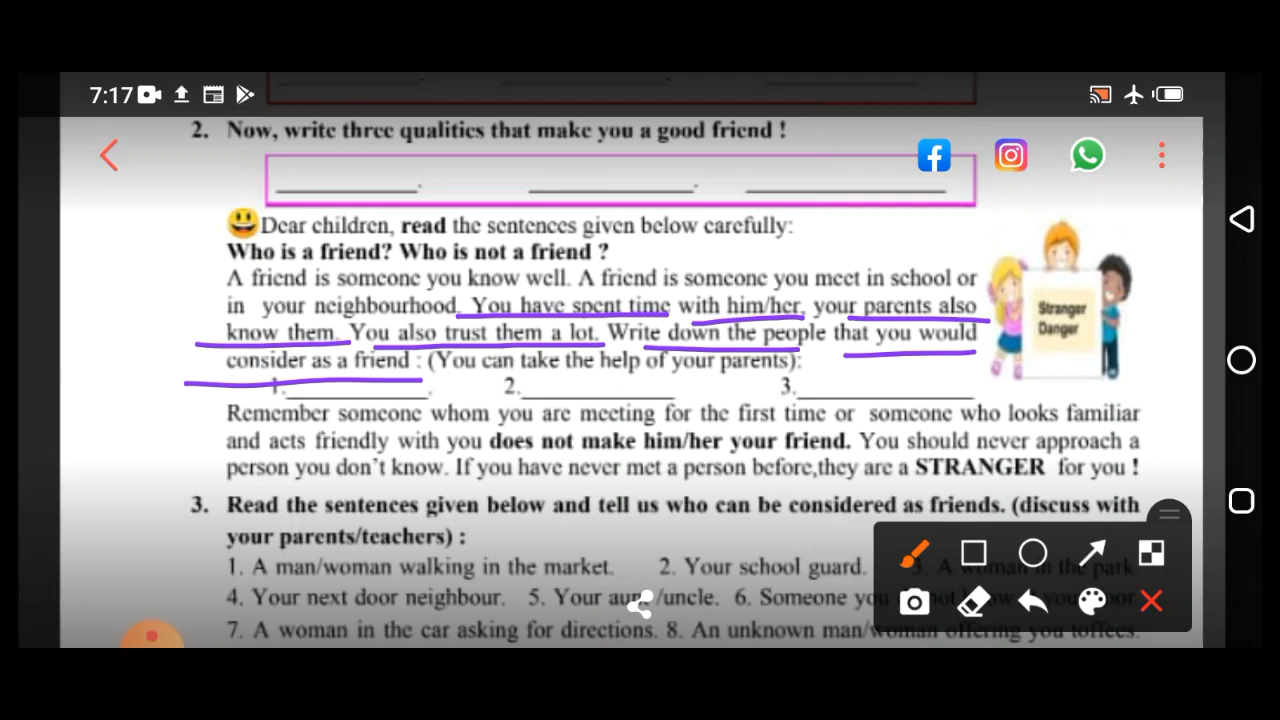 7:17
2. Now, write three qualities that make you a good friend !
Dear children, read the sentences given below carefully:
Who is a friend? Who is not a friend ?
A friend is someone you know well. A friend is someone you meet in school or
in your neighbourhood. You have spent time with him/her, your parents also
know them. You also trust them a lot. Write down the people that you would
consider as a friend : (You can take the help of your parents):
Stranger
Danger
1. 2. 3.
Remember someone whom you are meeting for the first time or someone who looks familiar
and acts friendly with you does not make him/her your friend. You should never approach a
person you don't know. If you have never met a person before,they are a STRANGER for you !
3. Read the sentences given below and tell us who can be considered as friends. (discuss with
your parents/teachers) :
1. A man/woman walking in the market. 2. Your school guard. 3. A woman in the park.
4. Your next door neighbour. 5. Your aunt/uncle. 6. Someone you
7. A woman in the car asking for directions. 8. An unknown man/woman offering you toffees.